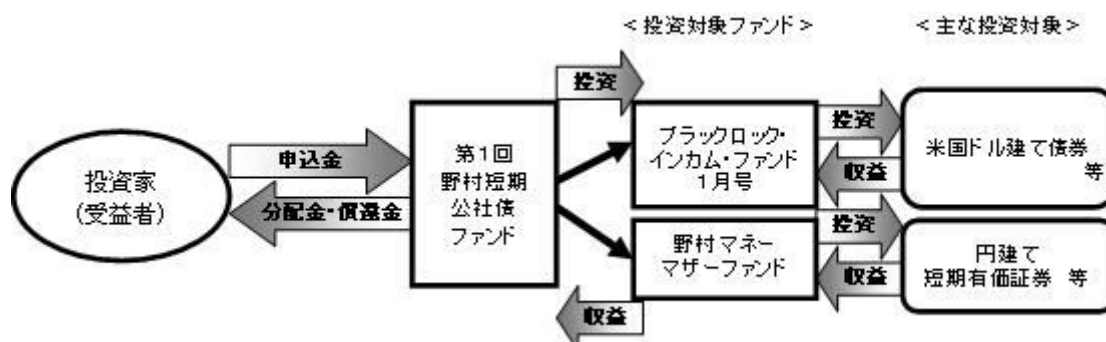 ＜投資対象ファンド＞
＜主な投資対象＞
投資
申込金
分配金・償還金
投資家
(受益者)
第1回
野村短期
公社債
ファンド
ブラックロック・
インカム・ファンド
1月号
投資
収益
米国ドル建て債券
等
野村マネー
マザーファンド
投資
収益
円建て
短期有価証券 等
収益